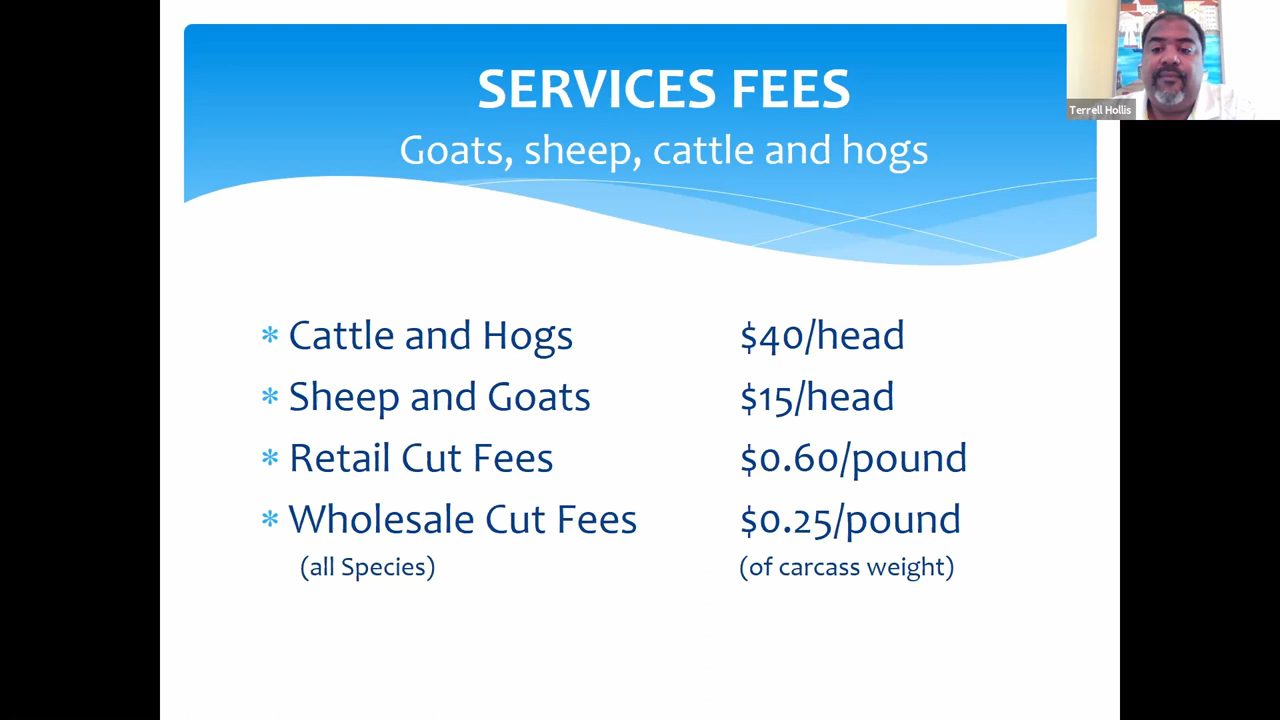 SERVICES FEES
Goats, sheep, cattle and hogs
Terrell Hollis
* Cattle and Hogs $40/head
* Sheep and Goats $15/head
* Retail Cut Fees $0.60/pound
* Wholesale Cut Fees $0.25/pound
(all Species) (of carcass weight)